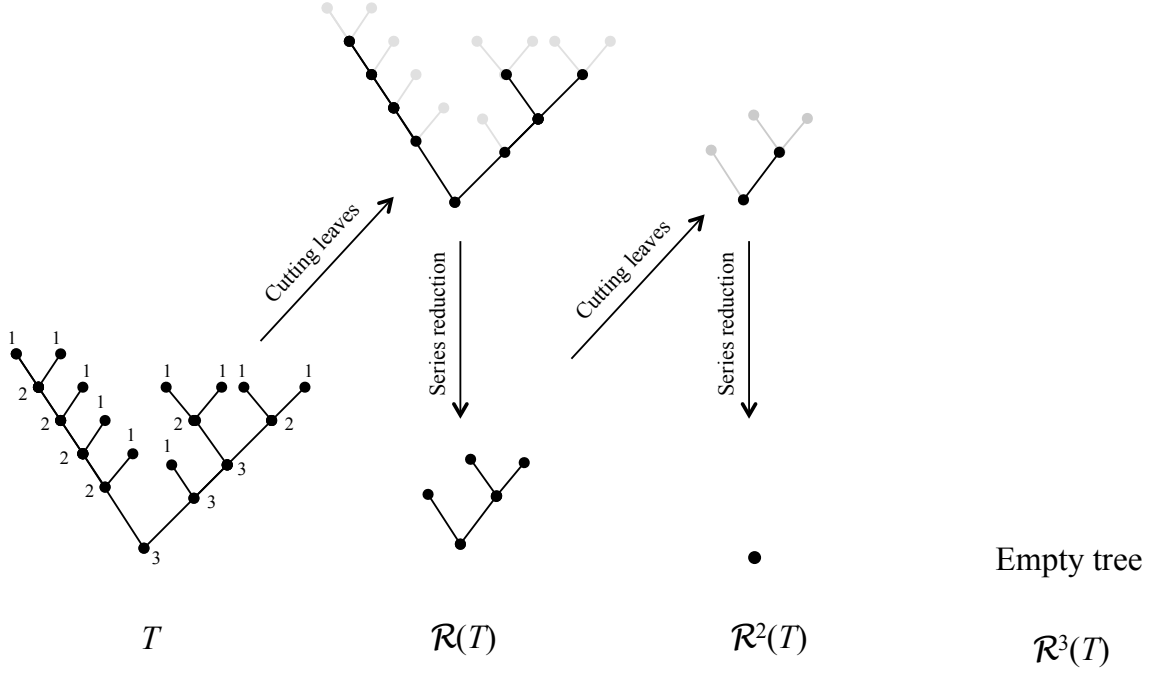 Cutting leaves
Series reduction
Cutting leaves
Series reduction
1 1
2 1 1 1 1 1
2 1 2 2
2 1 1
2 3
3
3
Empty tree
T R(T) R²(T) R³(T)